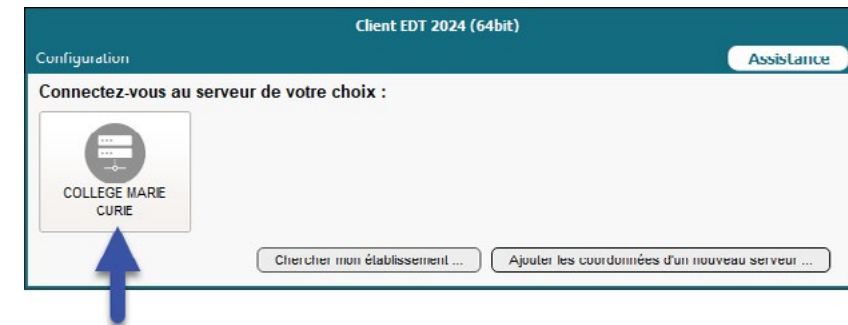 Client EDT 2024 (64bit)
Configuration
Assistance
Connectez-vous au serveur de votre choix :
COLLEGE MARIE
CURIE
Chercher mon établissement ...
Ajouter les coordonnées d'un nouveau serveur ...